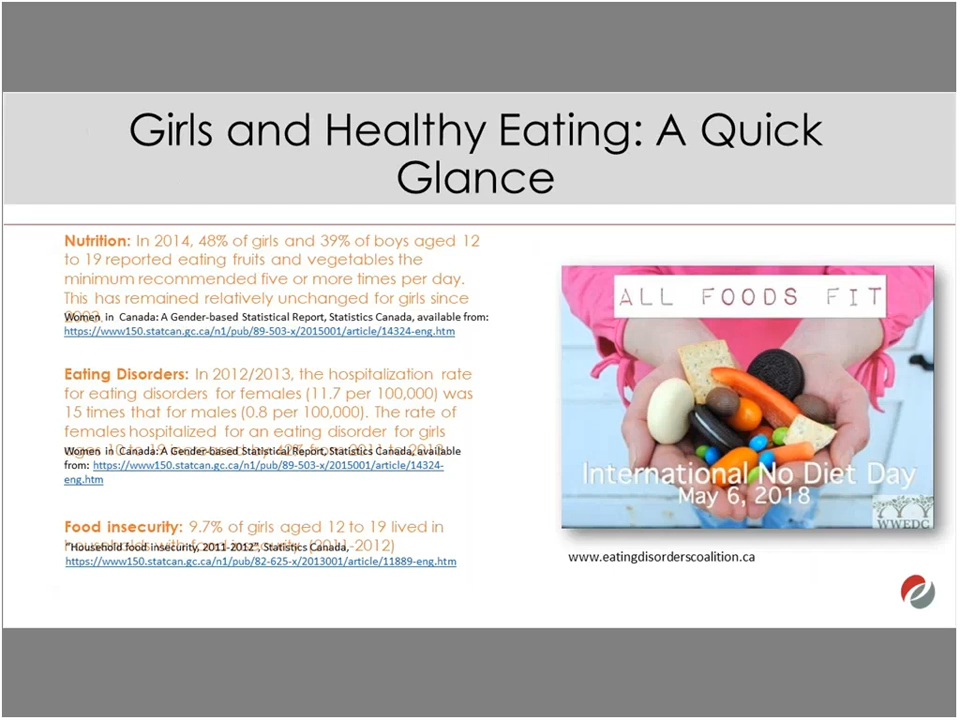 Girls and Healthy Eating: A Quick
Glance
Nutrition: In 2014, 48% of girls and 39% of boys aged 12
to 19 reported eating fruits and vegetables the
minimum recommended five or more times per day.
This has remained relatively unchanged for girls since
Women in Canada: A Gender-based Statistical Report, Statistics Canada, available from:
https://www150.statcan.gc.ca/n1/pub/89-503-x/2015001/article/14324-eng.htm
Eating Disorders: In 2012/2013, the hospitalization rate
for eating disorders for females (11.7 per 100,000) was
15 times that for males (0.8 per 100,000). The rate of
females hospitalized for an eating disorder for girls
Women in Canada: A Gender-based Statistical Report, Statistics Canada, available
from: https://www150.statcan.gc.ca/n1/pub/89-503-x/2015001/article/14324-
eng.htm
Food insecurity: 9.7% of girls aged 12 to 19 lived in
households with food insecurity (2011-2012)
"Household food insecurity, 2011-2012", Statistics Canada,
https://www150.statcan.gc.ca/n1/pub/82-625-x/2013001/article/11889-eng.htm
ALL FOODS FIT
International No Diet Day
May 6, 2018
WWEDC
www.eatingdisorderscoalition.ca